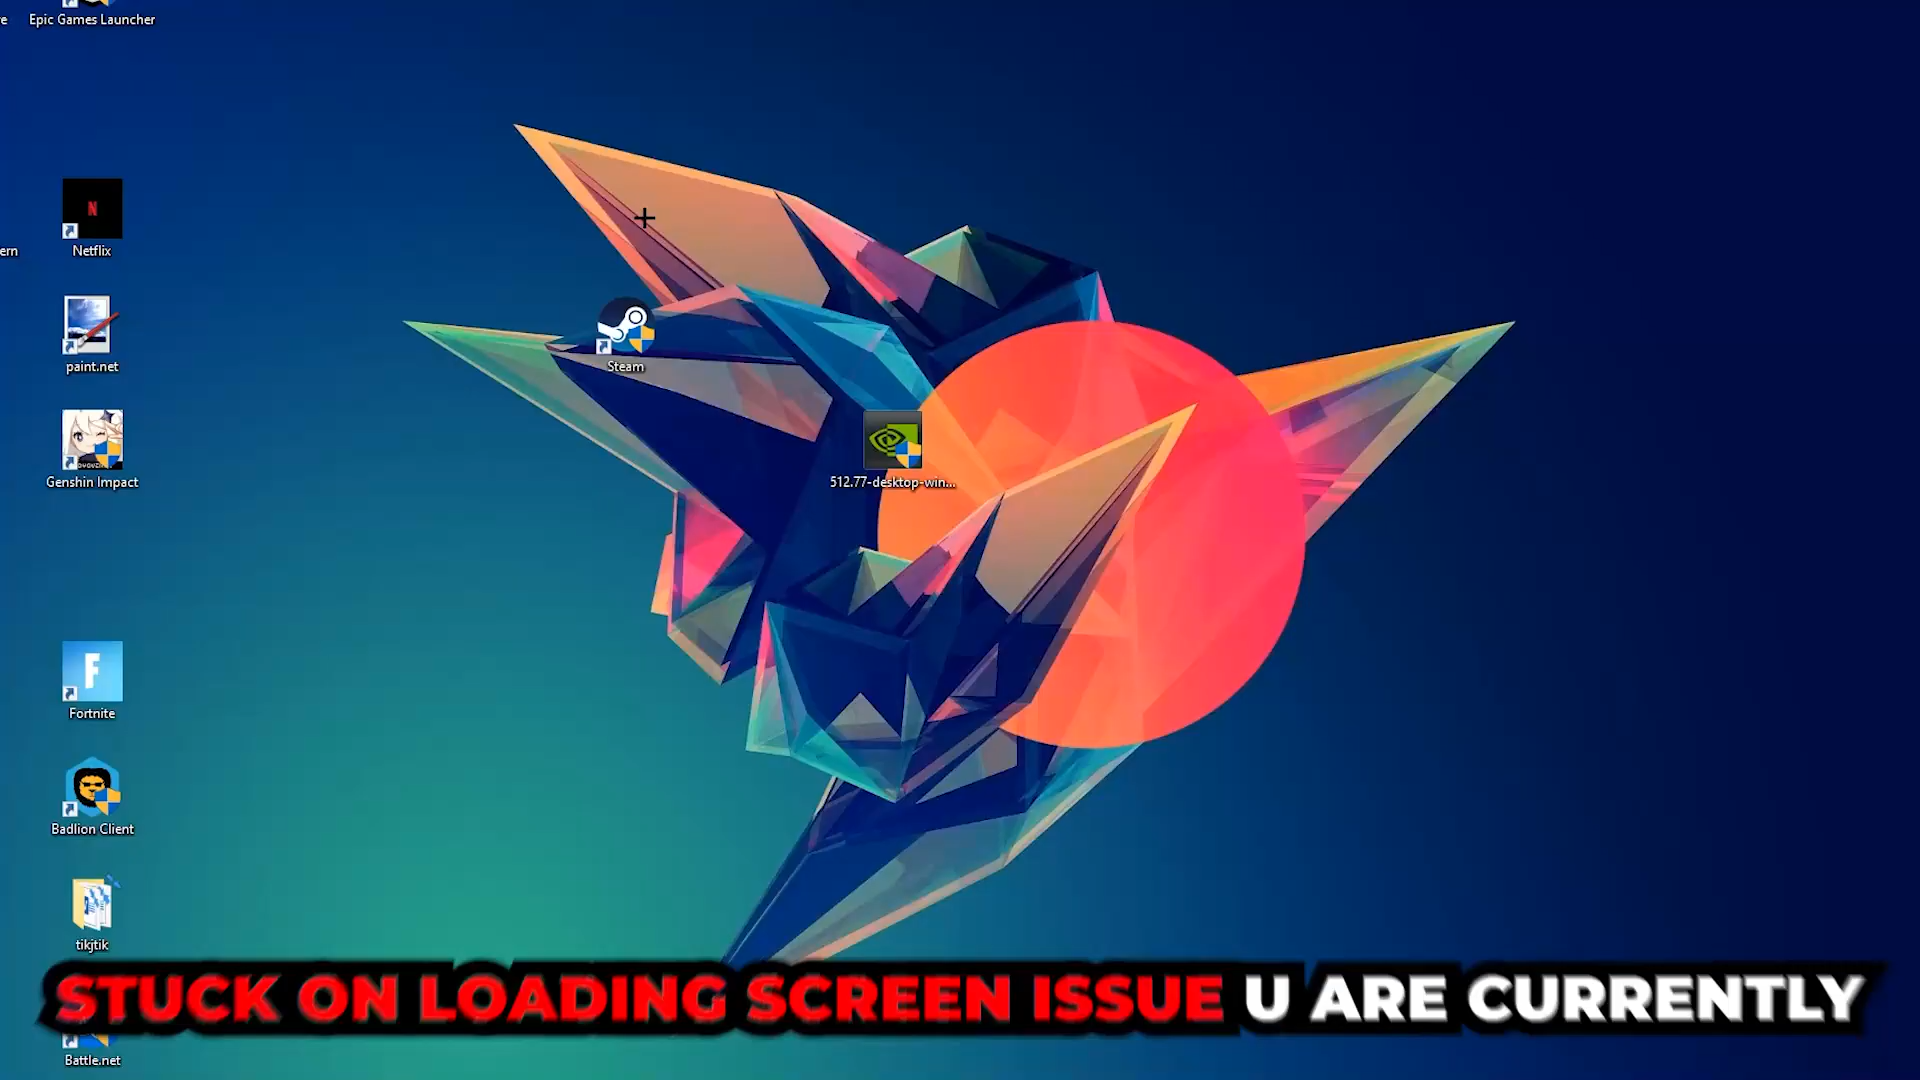 Epic Games Launcher
Netflix
ern
paint.net
Steam
Genshin Impact
512.77-desktop-win...
Fortnite
Badlion Client
tikjtik
STUCK ON LOADING SCREEN ISSUE U ARE CURRENTLY
Battle.net